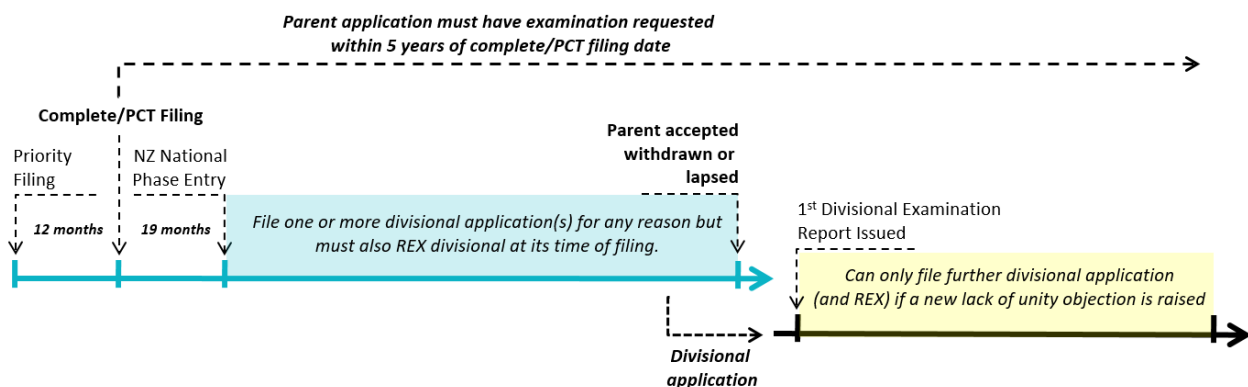 Parent application must have examination requested
within 5 years of complete/PCT filing date
Complete/PCT Filing
Priority
Filing
NZ National
Phase Entry
Parent accepted
withdrawn or
lapsed
12 months
19 months
File one or more divisional application(s) for any reason but
must also REX divisional at its time of filing.
1st Divisional Examination
Report Issued
Can only file further divisional application
(and REX) if a new lack of unity objection is raised
Divisional
application